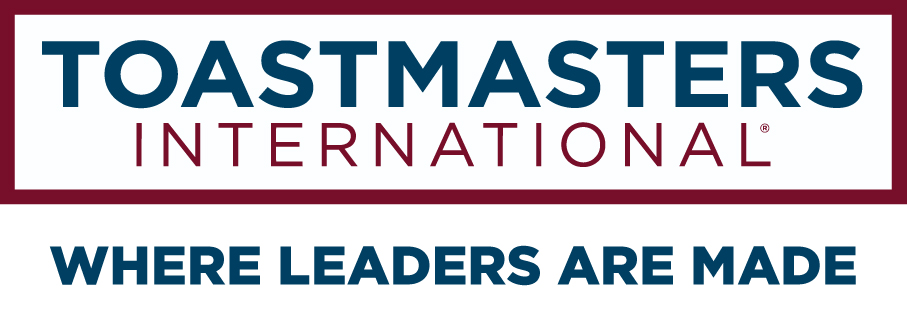 TOASTMASTERS
INTERNATIONAL®
WHERE LEADERS ARE MADE